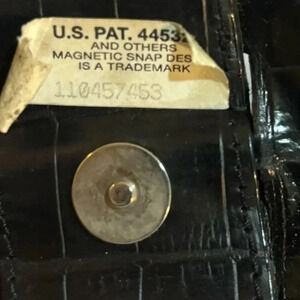 U.S. PAT. 4453
AND OTHERS
MAGNETIC SNAP DES
IS A TRADEMARK
110457453